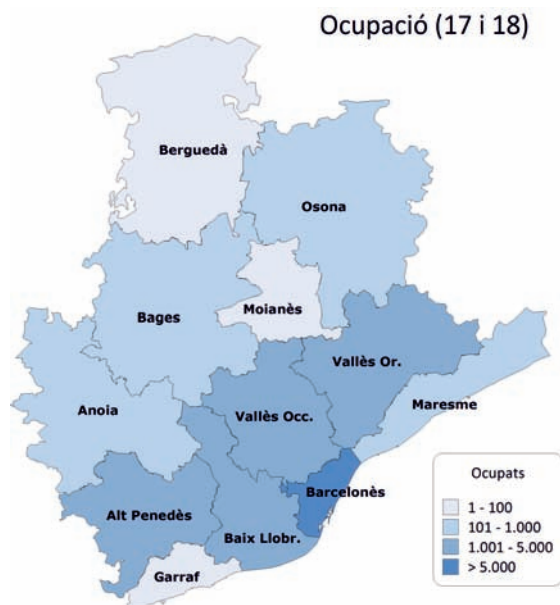 Ocupació (17 i 18)
Berguedà
Osona
Bages
Moianès
Vallès Or.
Anoia
Vallès Occ.
Maresme
Barcelonès
Alt Penedès
Baix Llobr.
Garraf
Ocupats
1 - 100
101 - 1.000
1.001 - 5.000
> 5.000